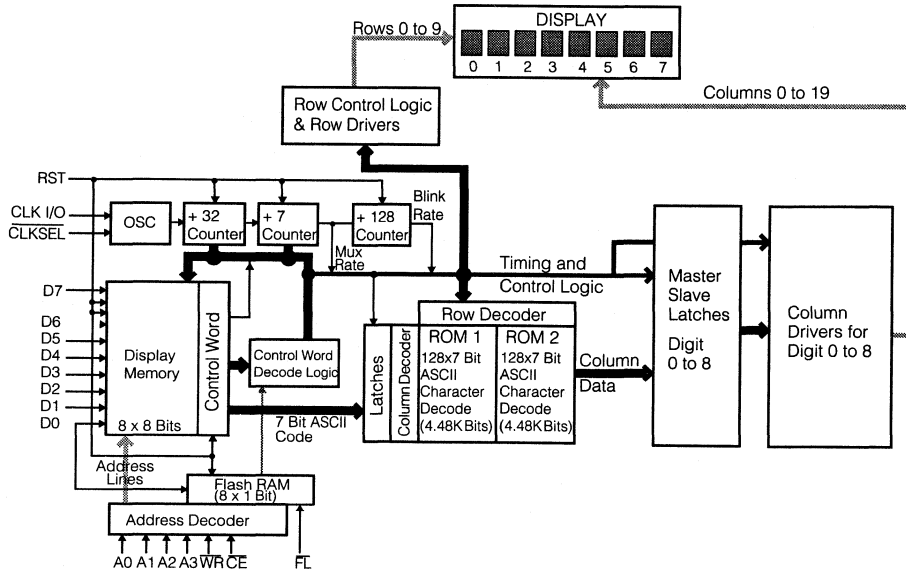 DISPLAY
Rows 0 to 9
0 1 2 3 4 5 6 7
Columns 0 to 19
Row Control Logic
& Row Drivers
RST
CLK I/O
CLKSEL
OSC
+ 32
Counter
+ 7
Counter
+ 128
Counter
Blink
Rate
Mux
Rate
Timing and
Control Logic
D7
D6
D5
D4
D3
D2
D1
D0
Display
Memory
8 x 8 Bits
Control Word
Control Word
Decode Logic
7 Bit ASCII
Code
Latches
Column Decoder
Row Decoder
ROM 1
128x7 Bit
ASCII
Character
Decode
(4.48K Bits)
ROM 2
128x7 Bit
ASCII
Character
Decode
(4.48K Bits)
Column
Data
Master
Slave
Latches
Digit
0 to 8
Column
Drivers for
Digit 0 to 8
Address
Lines
Flash RAM
(8 x 1 Bit)
Address Decoder
A0 A1 A2 A3 WR CE FL